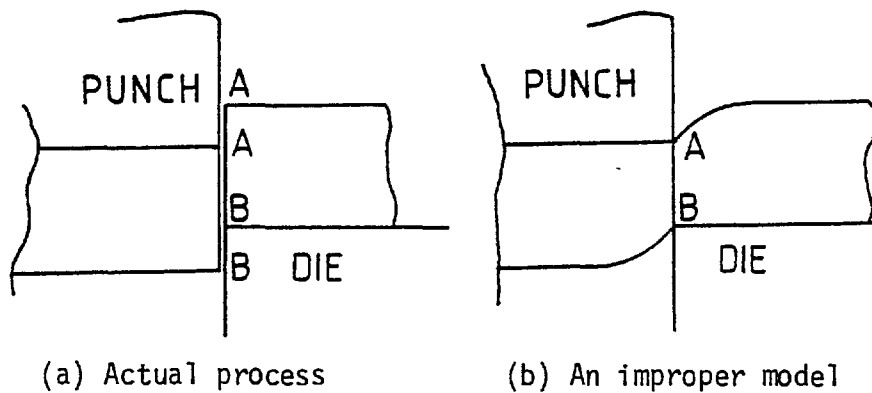 PUNCH
A
A
B
B
DIE
PUNCH
A
B
DIE
(a) Actual process
(b) An improper model